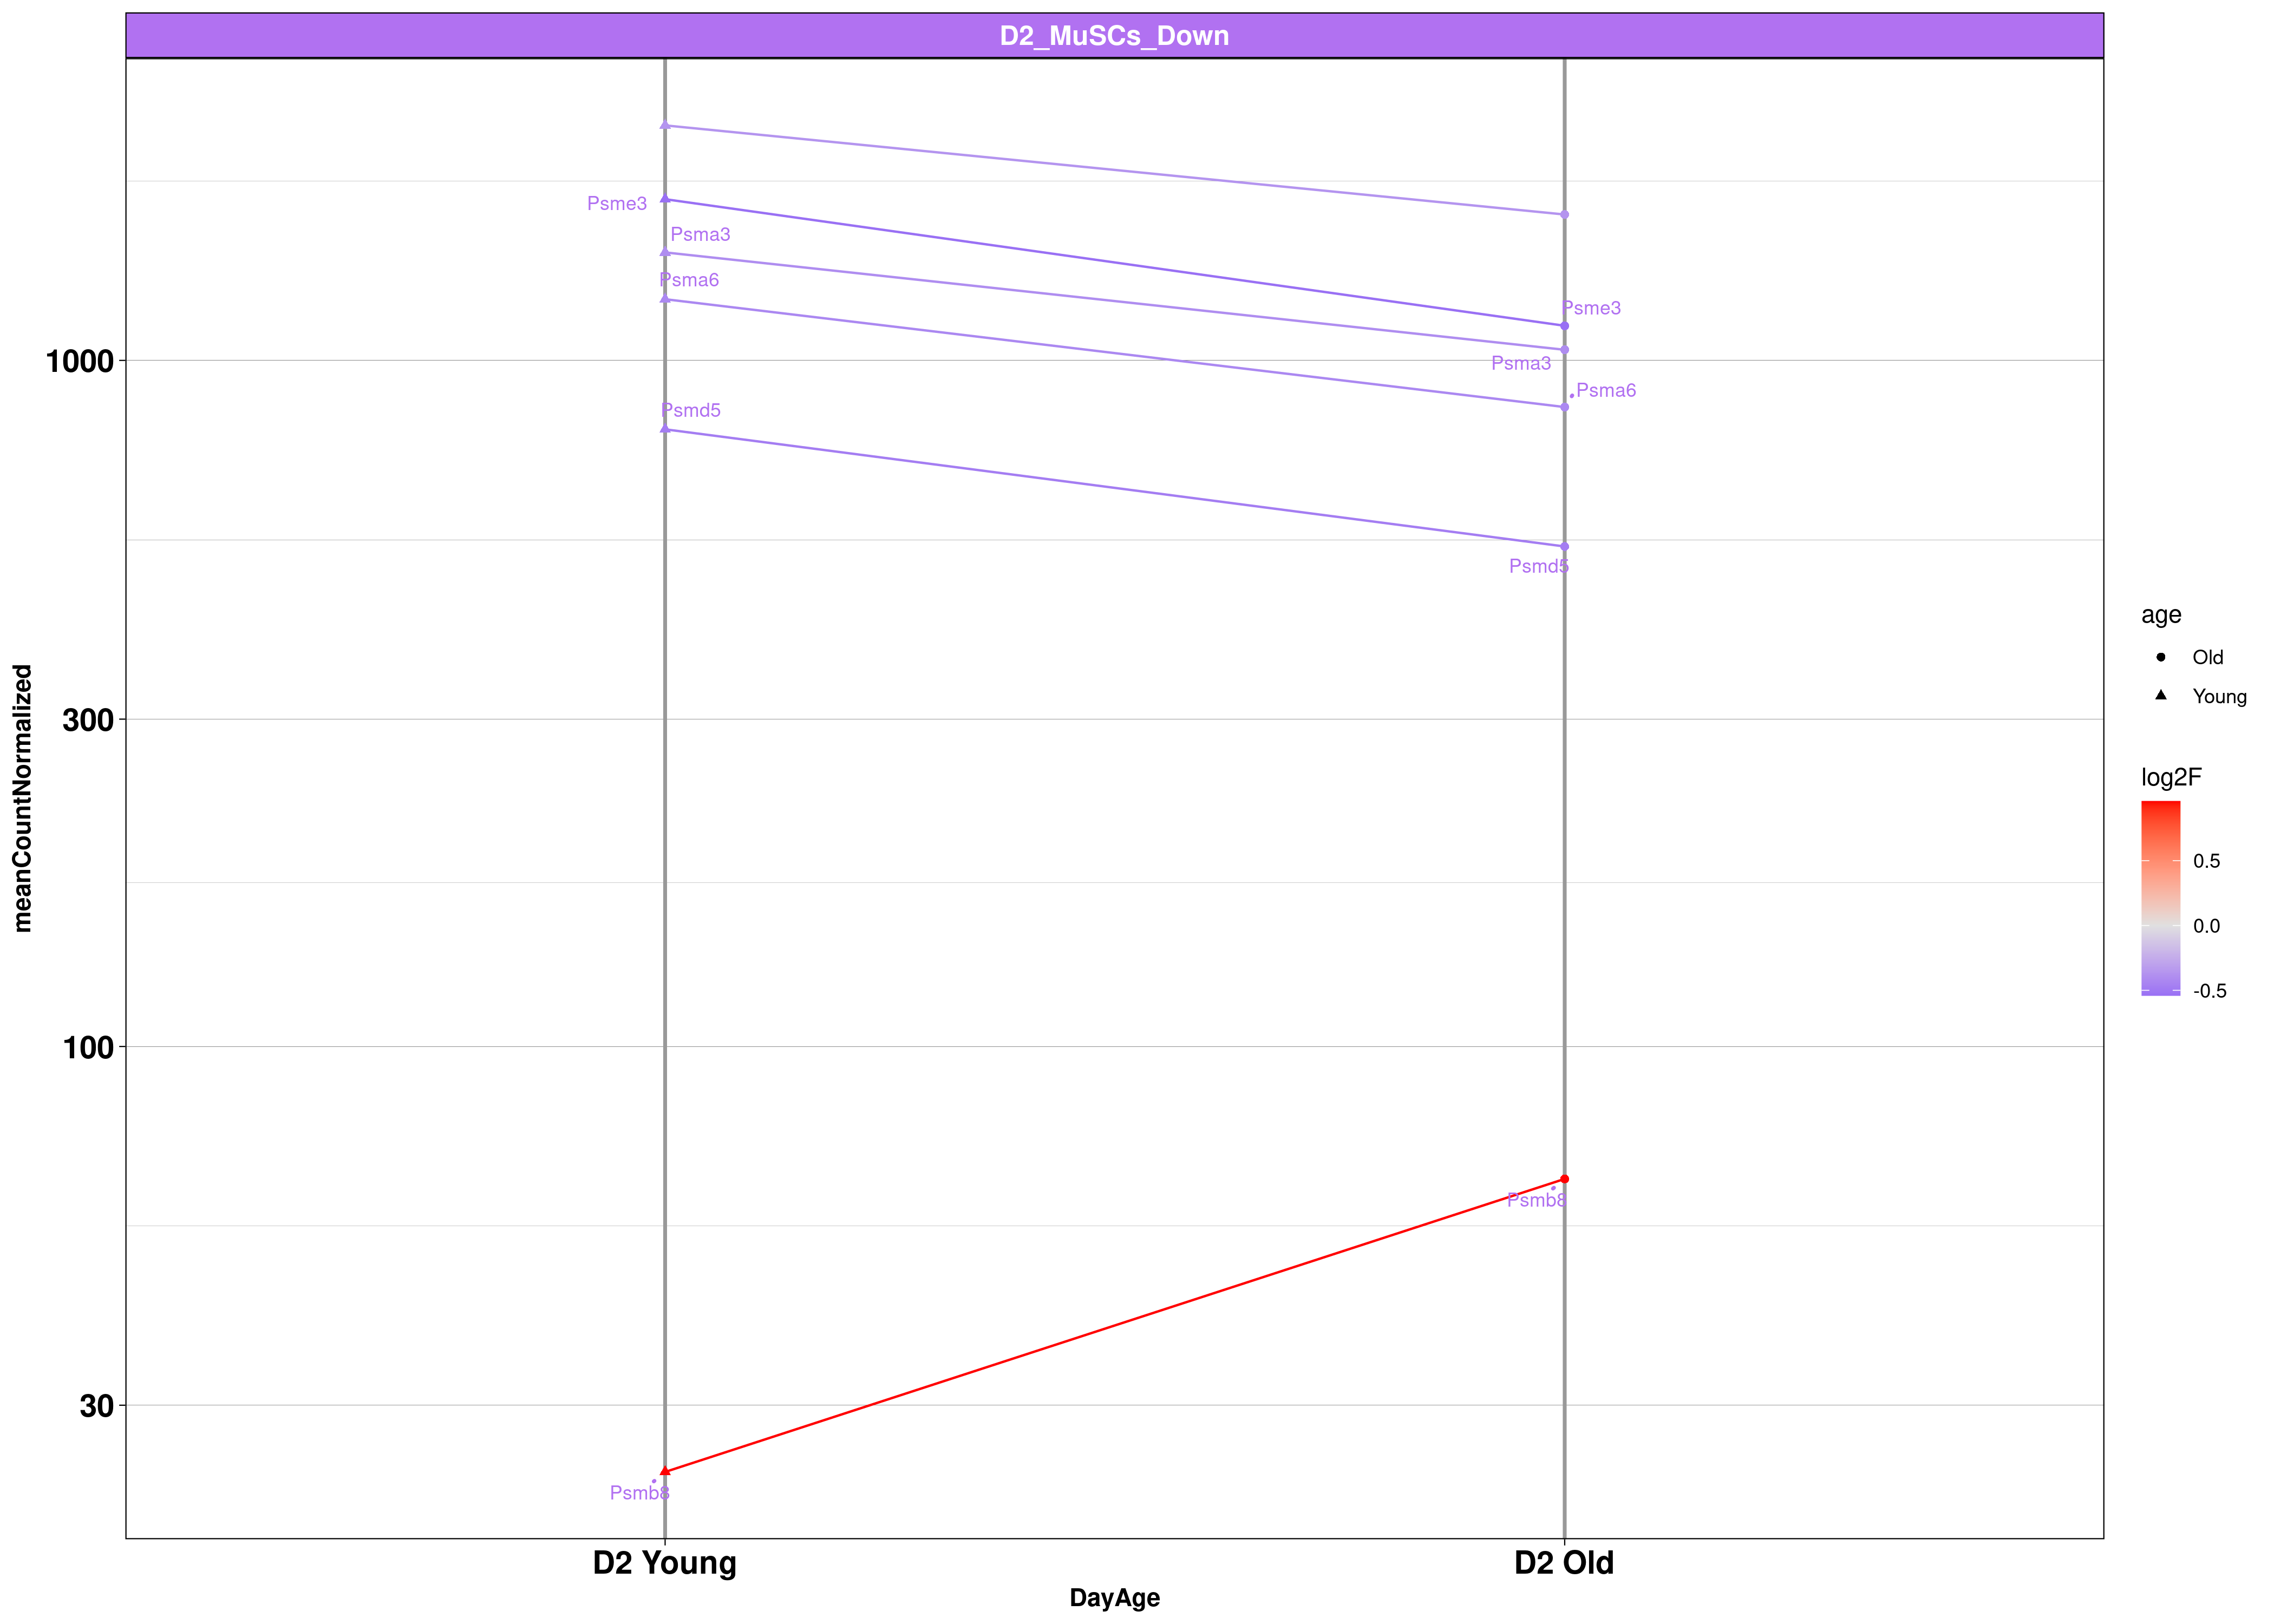 D2_MuSCs_Down
Psme3
Psma3
Psma6
Psme3
Psma3
Psma6
Psmd5
Psmd5
Psmb8
Psmb8
1000
300
100
30
meanCountNormalized
D2 Young
D2 Old
DayAge
age
Old
Young
log2F
0.5
0.0
-0.5